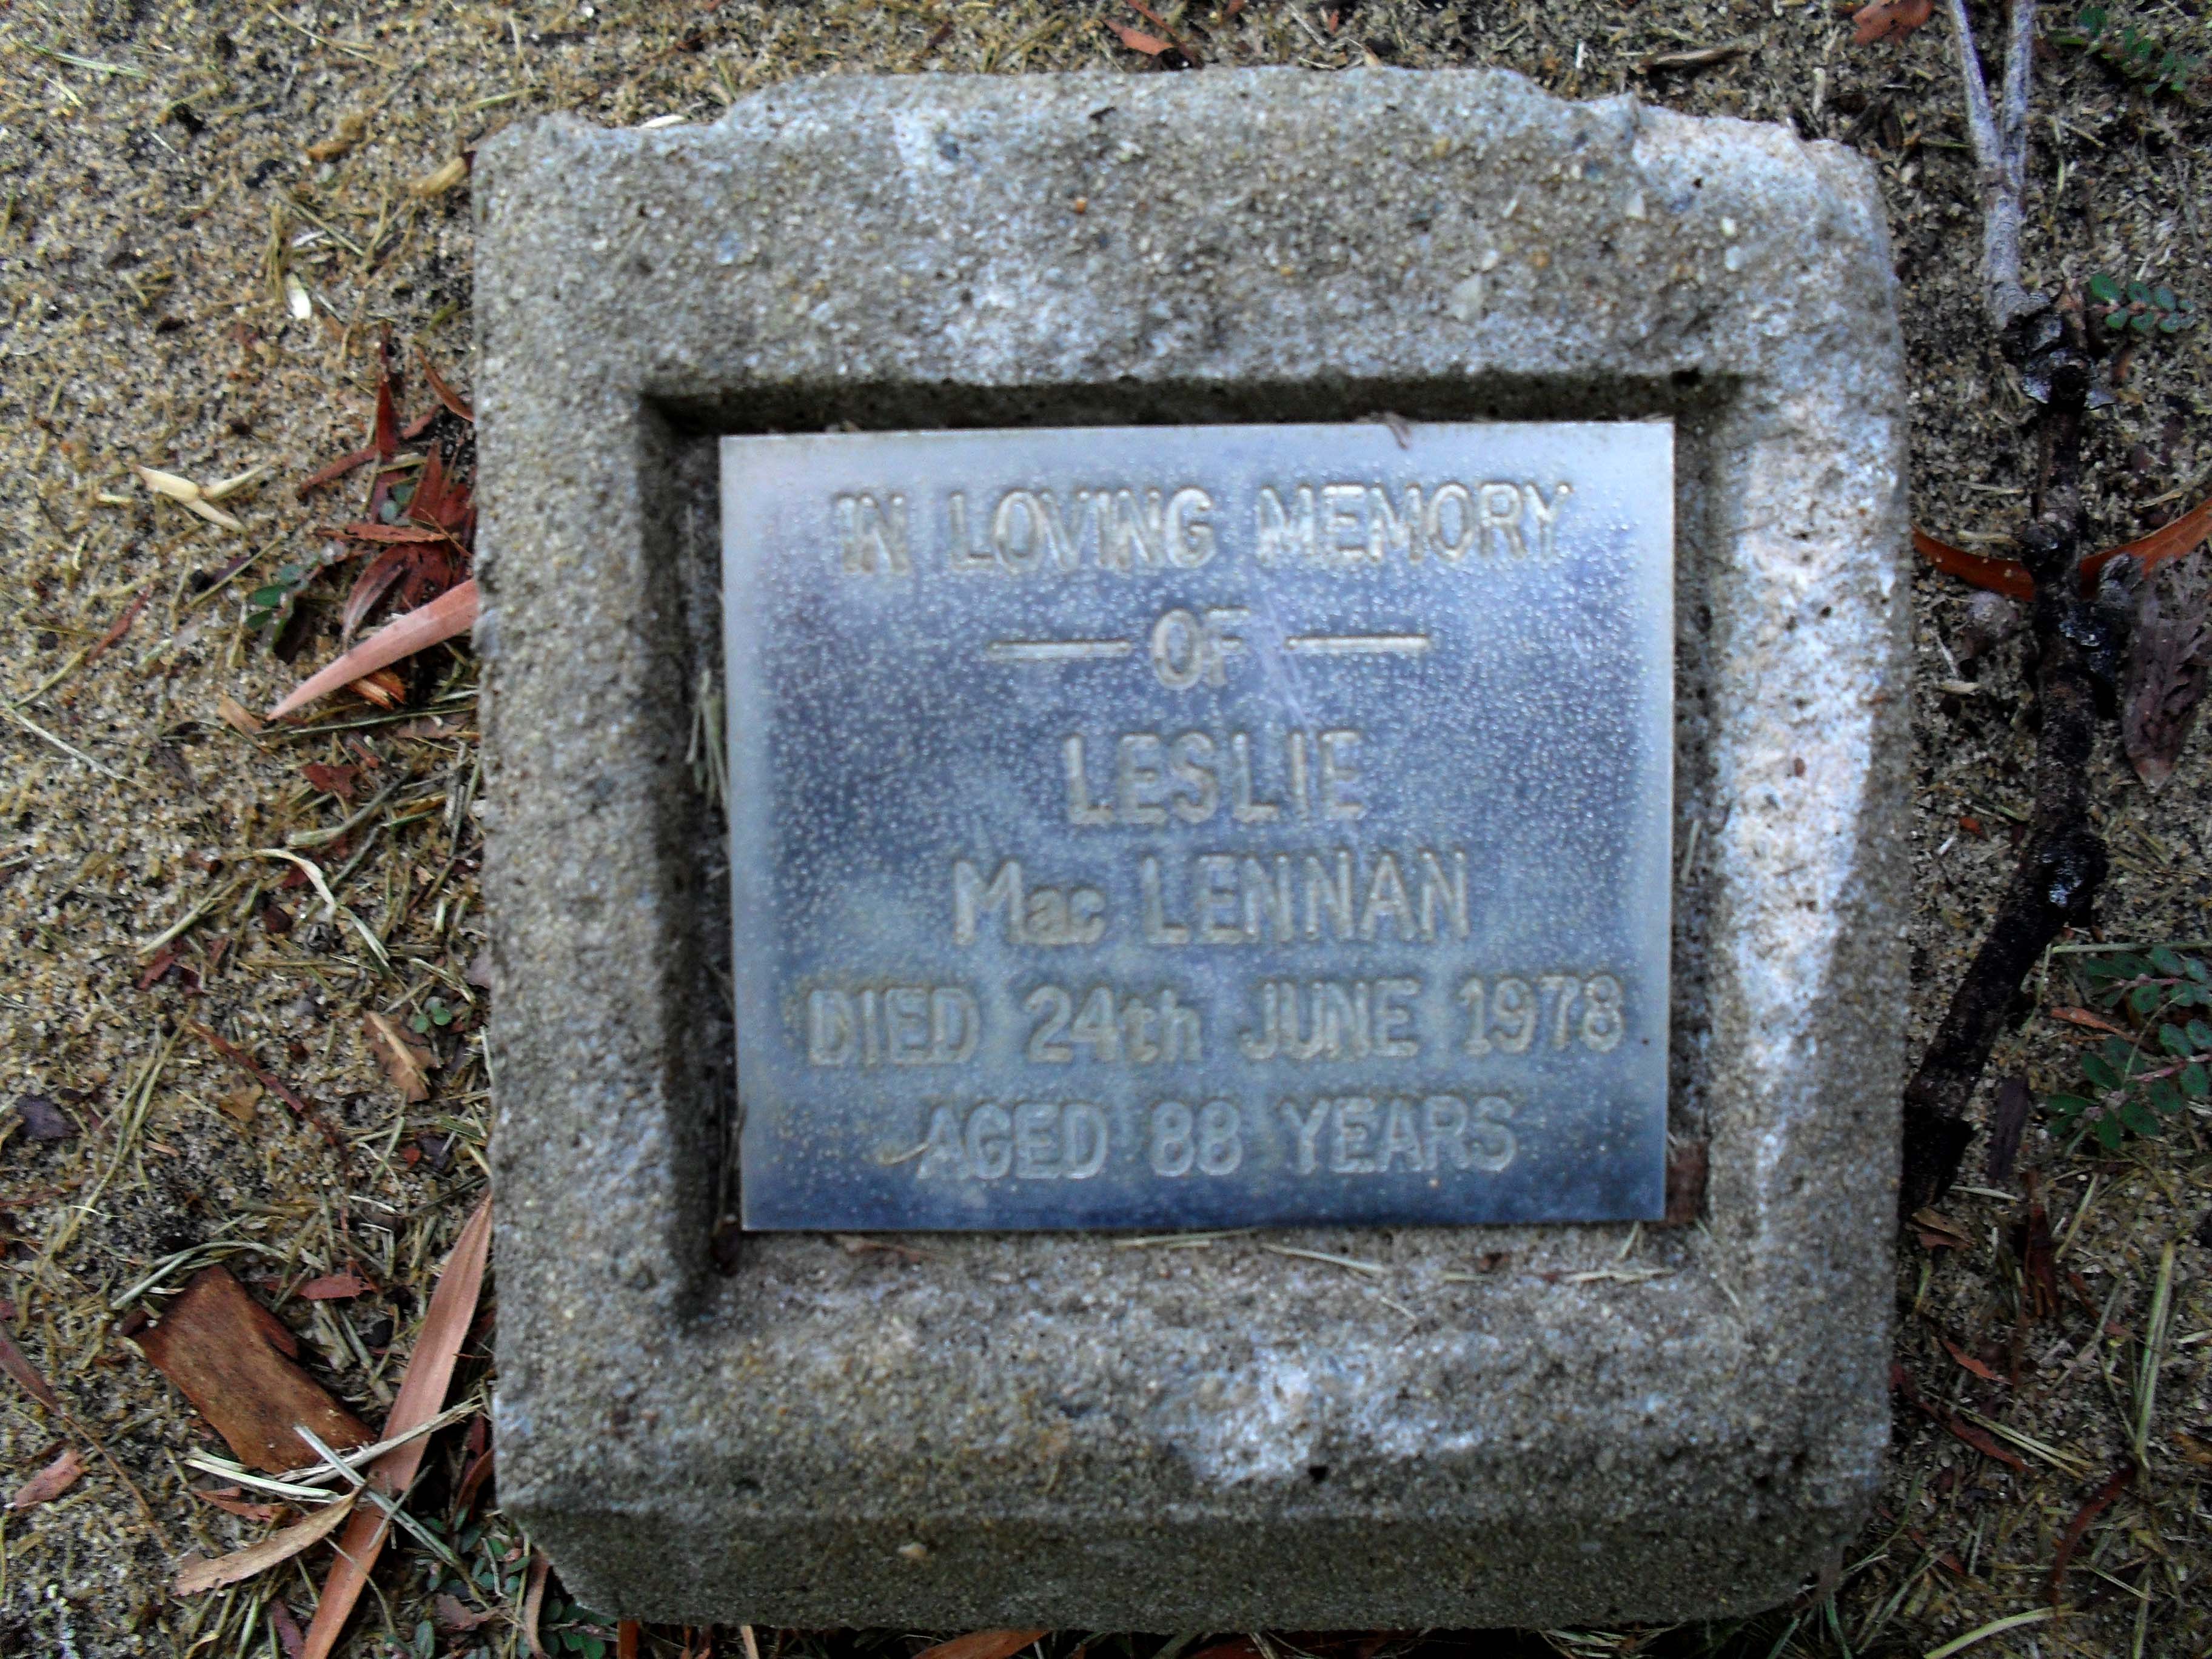 IN LOVING MEMORY
— OF —
LESLIE
Mac LENNAN
DIED 24th JUNE 1978
AGED 88 YEARS